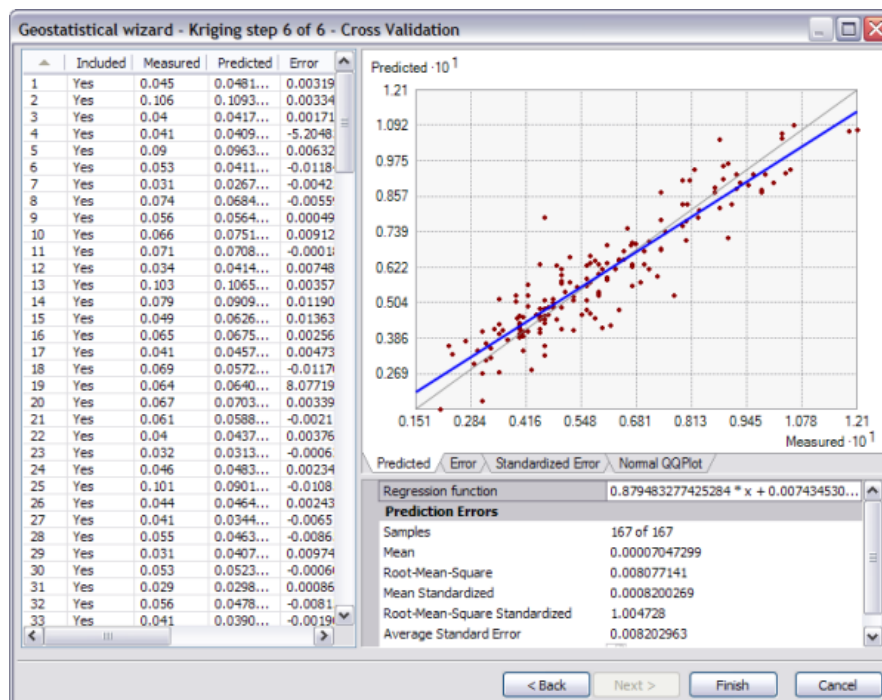 Geostatistical wizard - Kriging step 6 of 6 - Cross Validation
Included Measured Predicted Error
1 Yes 0.045 0.0481... 0.00319
2 Yes 0.106 0.1093... 0.00334
3 Yes 0.04 0.0417... 0.00171
4 Yes 0.041 0.0409... -5.2048
5 Yes 0.09 0.0963... 0.00632
6 Yes 0.053 0.0411... -0.0118
7 Yes 0.031 0.0267... -0.0042
8 Yes 0.074 0.0684... -0.0055
9 Yes 0.056 0.0564... 0.00049
10 Yes 0.066 0.0751... 0.00912
11 Yes 0.071 0.0708... -0.0001
12 Yes 0.034 0.0414... 0.00748
13 Yes 0.103 0.1065... 0.00357
14 Yes 0.079 0.0909... 0.01190
15 Yes 0.049 0.0626... 0.01363
16 Yes 0.065 0.0675... 0.00256
17 Yes 0.041 0.0457... 0.00473
18 Yes 0.069 0.0572... -0.0117
19 Yes 0.064 0.0640... 8.07719
20 Yes 0.067 0.0703... 0.00339
21 Yes 0.061 0.0588... -0.0021
22 Yes 0.04 0.0437... 0.00376
23 Yes 0.032 0.0313... -0.0006
24 Yes 0.046 0.0483... 0.00234
25 Yes 0.101 0.0901... -0.0108
26 Yes 0.044 0.0464... 0.00243
27 Yes 0.041 0.0344... -0.0065
28 Yes 0.055 0.0463... -0.0086
29 Yes 0.031 0.0407... 0.00974
30 Yes 0.053 0.0523... -0.0006
31 Yes 0.029 0.0298... 0.00086
32 Yes 0.056 0.0478... -0.0081
33 Yes 0.041 0.0390... -0.0019
Predicted ·10 1
1.21
1.092
0.975
0.857
0.739
0.622
0.504
0.386
0.269
0.151 0.284 0.416 0.548 0.681 0.813 0.945 1.078 1.21
Measured ·10 1
Predicted Error Standardized Error Normal QQPlot
Regression function 0.879483277425284 * x + 0.007434530...
Prediction Errors
Samples 167 of 167
Mean 0.00007047299
Root-Mean-Square 0.008077141
Mean Standardized 0.0008200269
Root-Mean-Square Standardized 1.004728
Average Standard Error 0.008202963
< Back Next > Finish Cancel